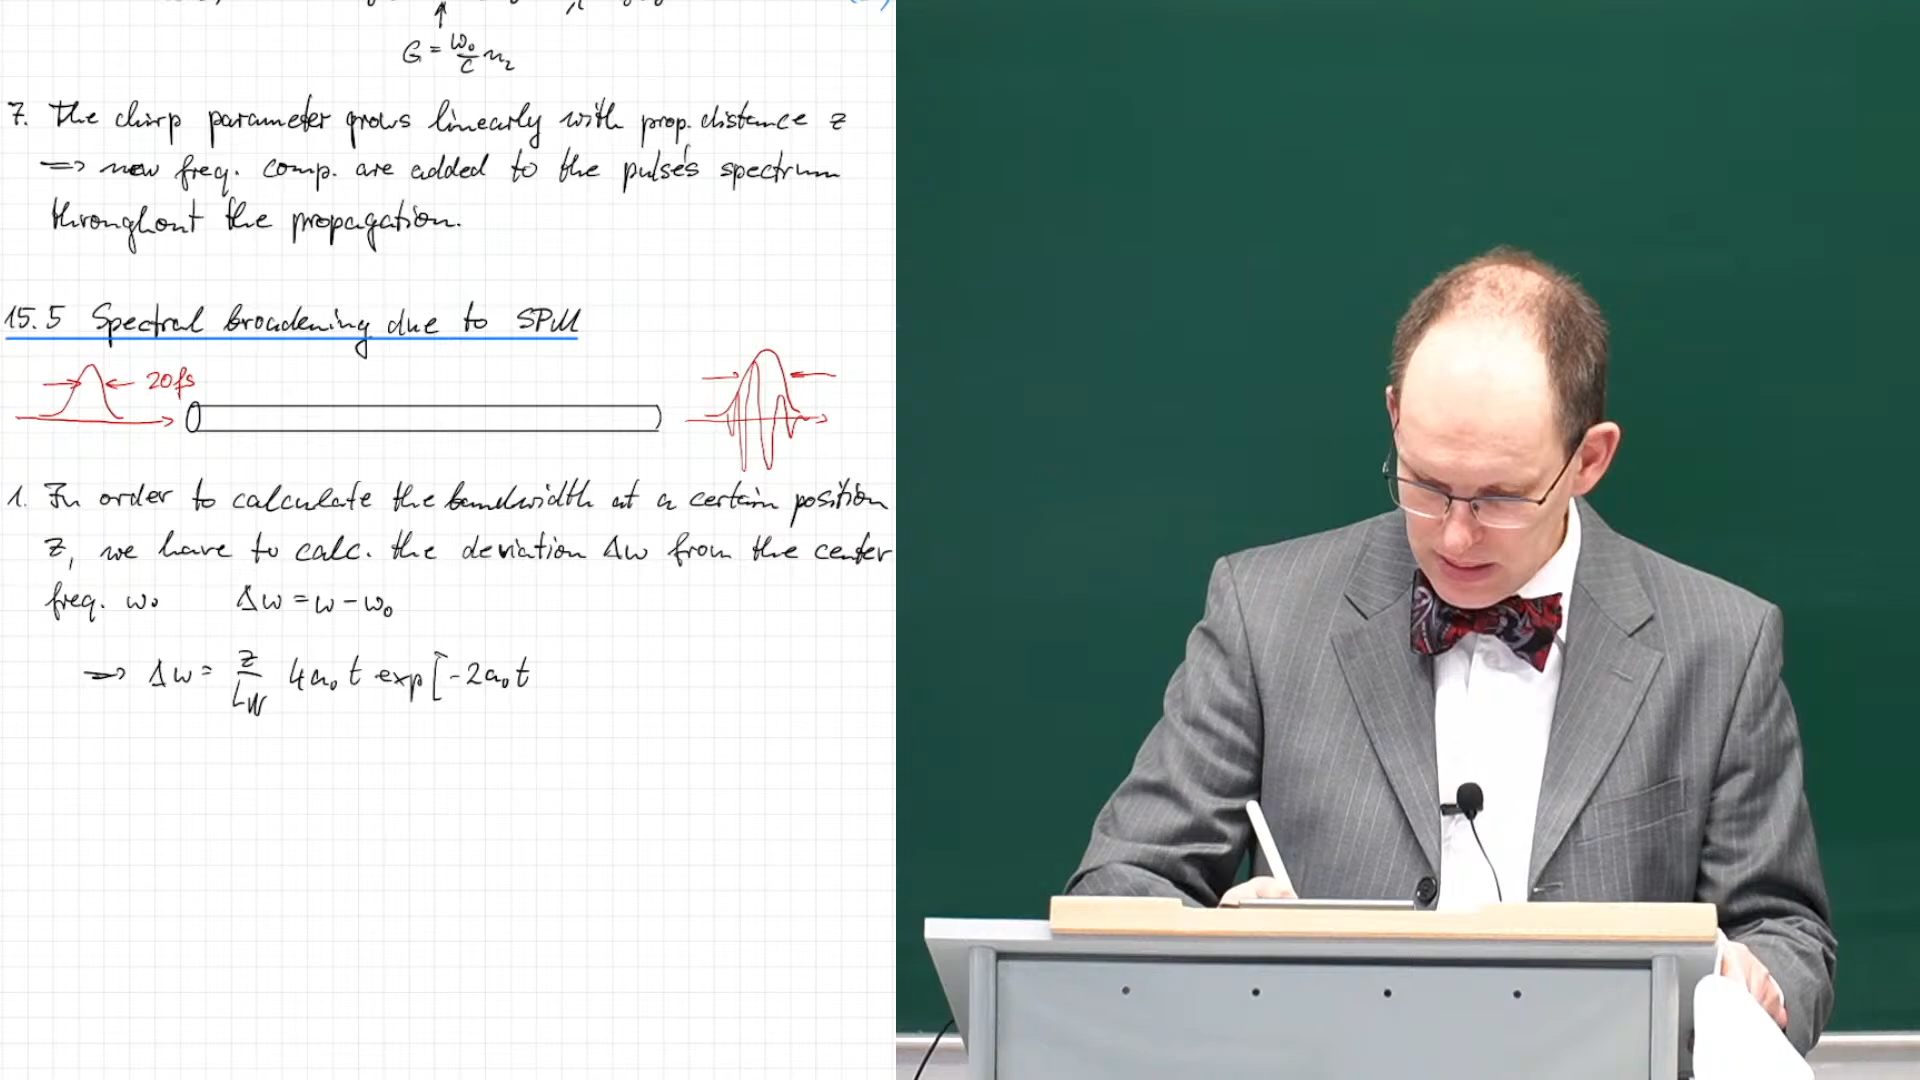 G = ω₀/c n₂
7. The chirp parameter grows linearly with prop. distance z
=> new freq. comp. are added to the pulse's spectrum
throughout the propagation.
15.5 Spectral broadening due to SPM
20 fs
1. In order to calculate the bandwidth at a certain position
z, we have to calc. the deviation Δω from the center
freq. ω₀ Δω = ω - ω₀
=> Δω = z/L_NL 4a₀ t exp[-2a₀t